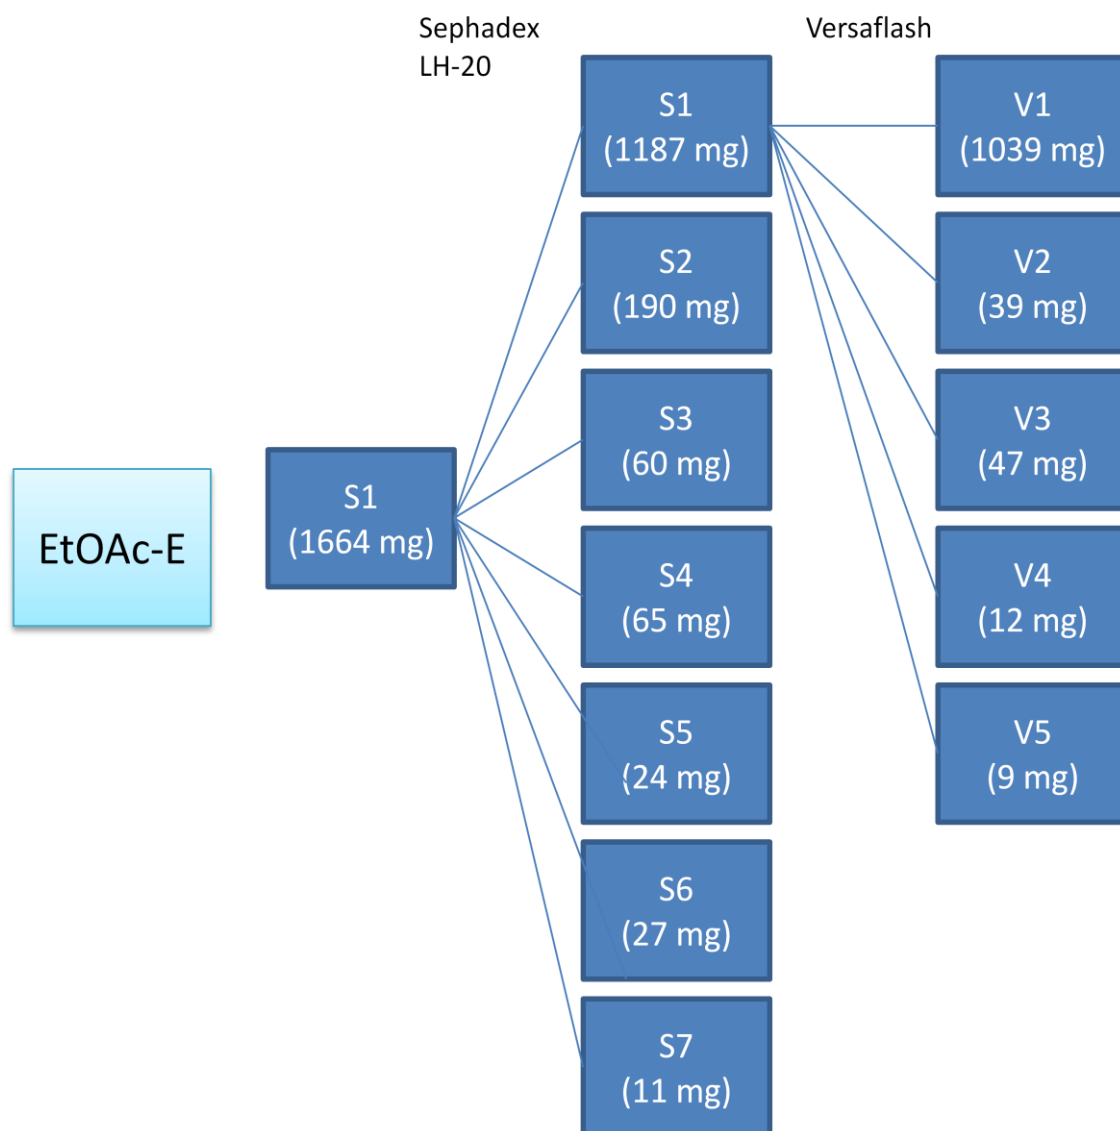 Sephadex
LH-20
Versaflash
EtOAc-E
S1
(1664 mg)
S1
(1187 mg)
S2
(190 mg)
S3
(60 mg)
S4
(65 mg)
S5
(24 mg)
S6
(27 mg)
S7
(11 mg)
V1
(1039 mg)
V2
(39 mg)
V3
(47 mg)
V4
(12 mg)
V5
(9 mg)